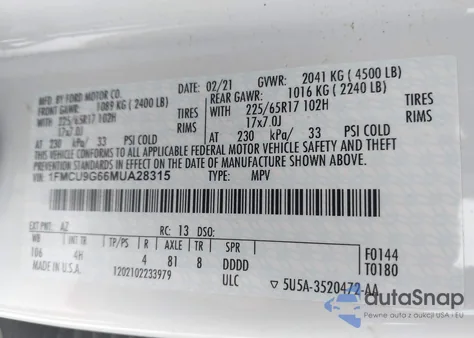 MFD. BY FORD MOTOR CO.
DATE: 02/21 GVWR: 2041 KG ( 4500 LB)
FRONT GAWR: 1089 KG ( 2400 LB) REAR GAWR: 1016 KG ( 2240 LB)
WITH 225/65R17 102H TIRES WITH 225/65R17 102H TIRES
17x7.0J RIMS 17x7.0J RIMS
AT 230 kPa/ 33 PSI COLD AT 230 kPa/ 33 PSI COLD
THIS VEHICLE CONFORMS TO ALL APPLICABLE FEDERAL MOTOR VEHICLE SAFETY AND THEFT
PREVENTION STANDARDS IN EFFECT ON THE DATE OF MANUFACTURE SHOWN ABOVE.
VIN: 1FMCU9G66MUA28315 TYPE: MPV
EXT PNT: AZ RC: 13 DSO: F0144
WB INT TR TP/PS R AXLE TR SPR T0180
106 4H 4 81 8 DDDD
MADE IN U.S.A. 1202102233979 ULC ▽ 5U5A-3520472-AA
autoSnap
Pewne auta z USA i EU